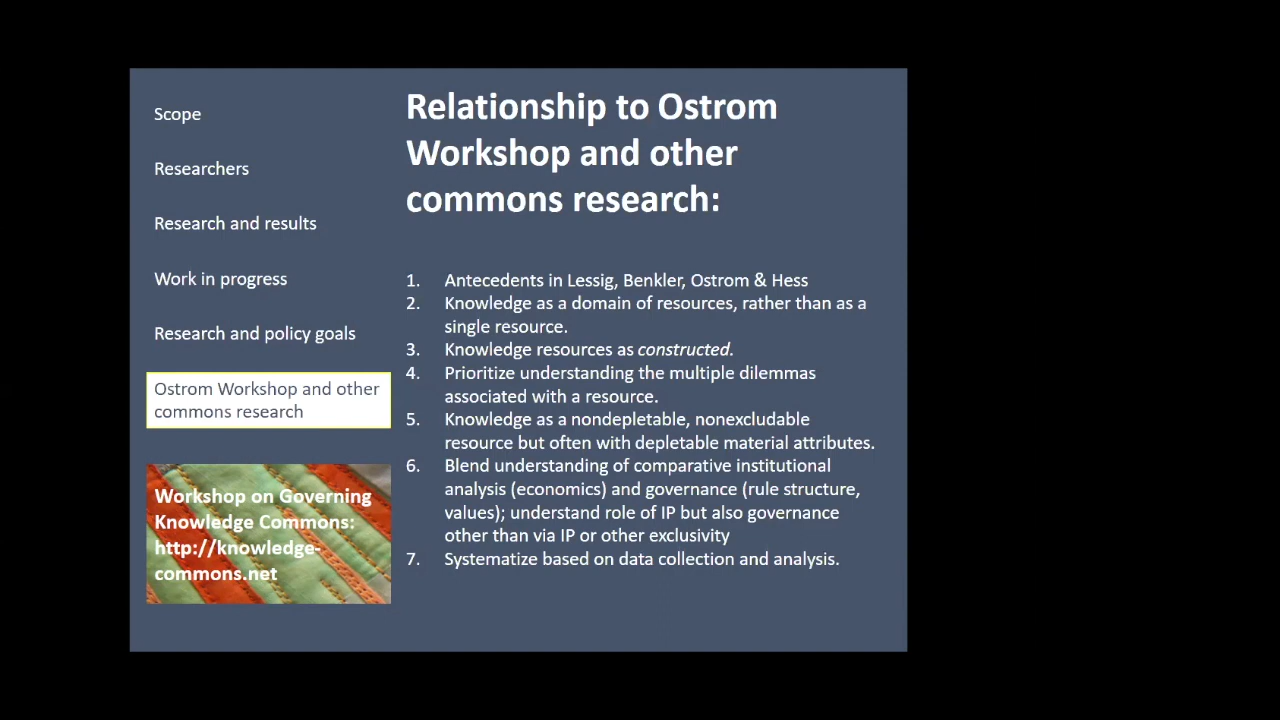 Scope
Researchers
Research and results
Work in progress
Research and policy goals
Ostrom Workshop and other
commons research
Workshop on Governing
Knowledge Commons:
http://knowledge-
commons.net
Relationship to Ostrom
Workshop and other
commons research:
1. Antecedents in Lessig, Benkler, Ostrom & Hess
2. Knowledge as a domain of resources, rather than as a
single resource.
3. Knowledge resources as constructed.
4. Prioritize understanding the multiple dilemmas
associated with a resource.
5. Knowledge as a nondepletable, nonexcludable
resource but often with depletable material attributes.
6. Blend understanding of comparative institutional
analysis (economics) and governance (rule structure,
values); understand role of IP but also governance
other than via IP or other exclusivity
7. Systematize based on data collection and analysis.